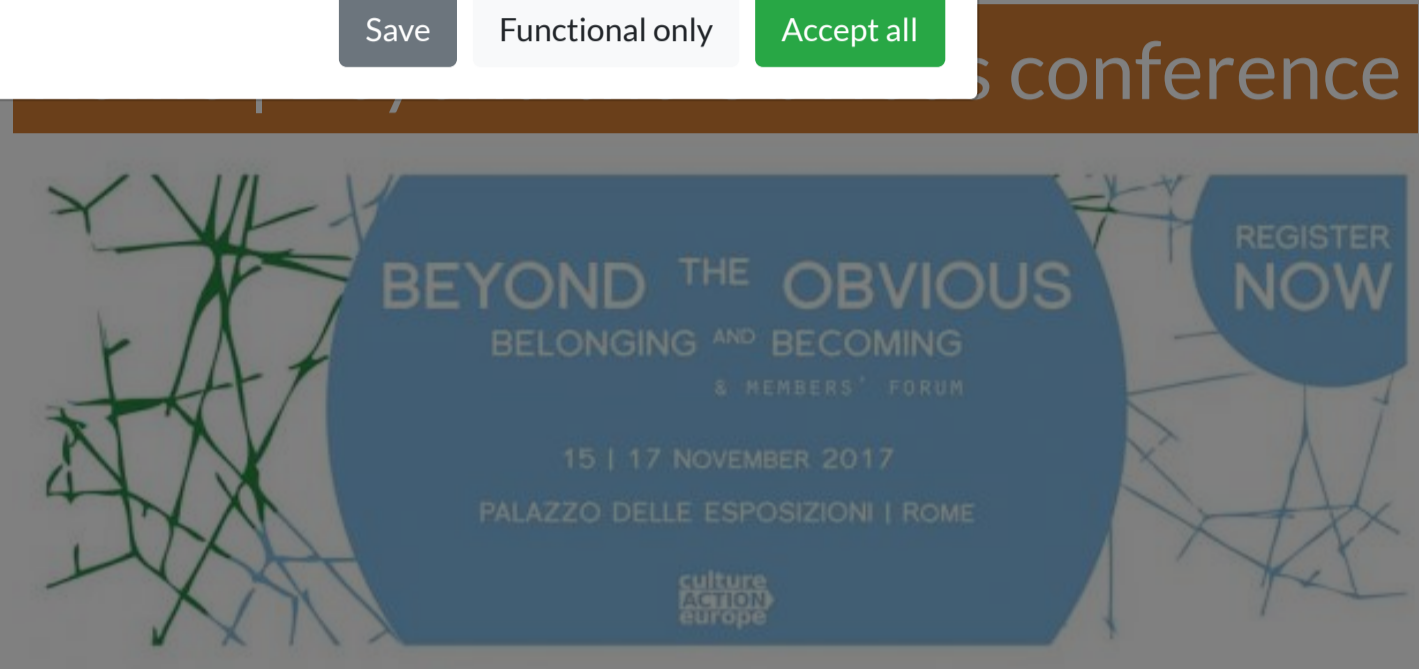 Save Functional only Accept all
conference
BEYOND THE OBVIOUS
BELONGING AND BECOMING
& MEMBERS' FORUM
15 | 17 NOVEMBER 2017
PALAZZO DELLE ESPOSIZIONI | ROME
culture
ACTION
europe
REGISTER
NOW